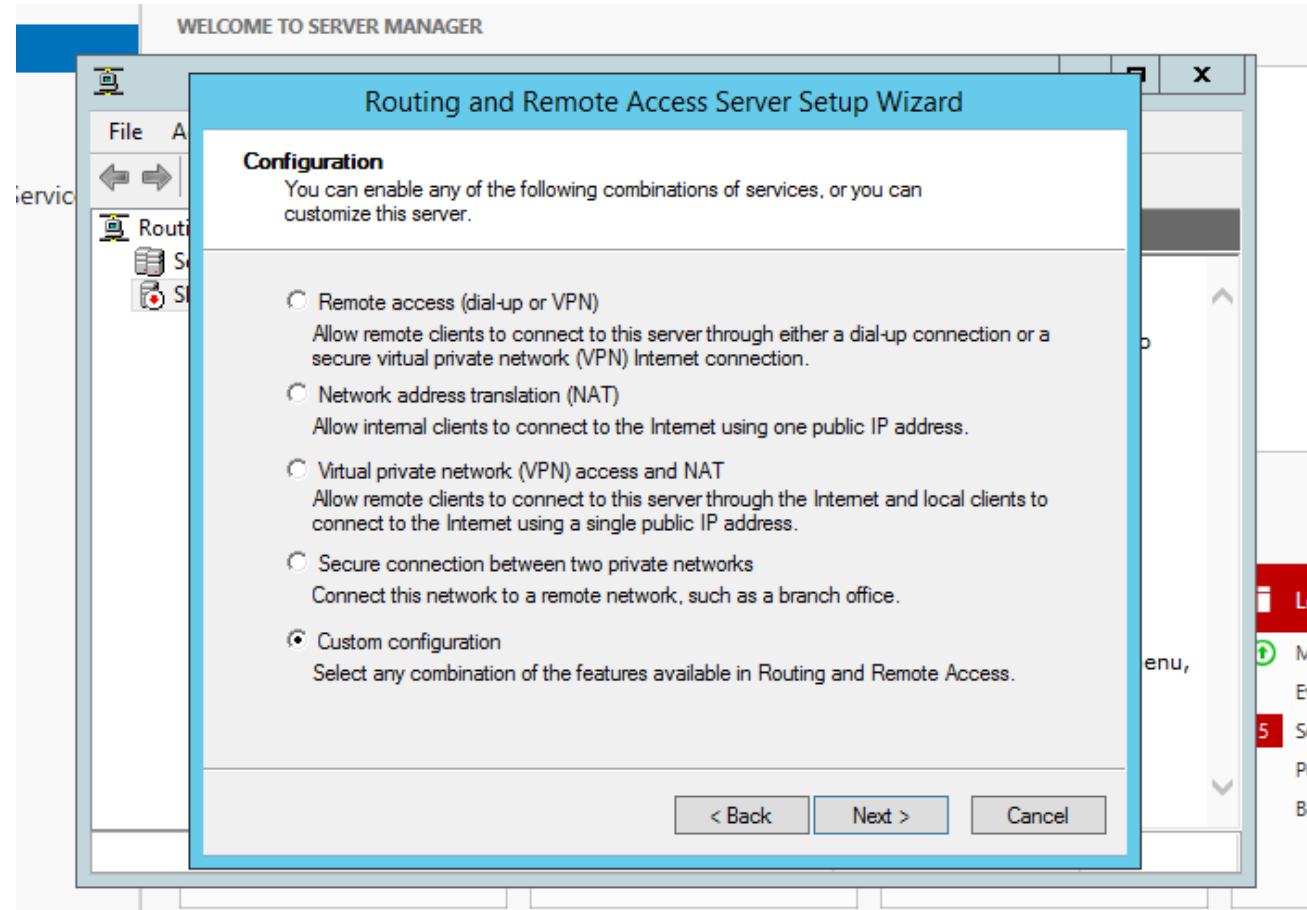 WELCOME TO SERVER MANAGER
X
Routing and Remote Access Server Setup Wizard
File
Configuration
You can enable any of the following combinations of services, or you can
customize this server.
Remote access (dial-up or VPN)
Allow remote clients to connect to this server through either a dial-up connection or a
secure virtual private network (VPN) Internet connection.
Network address translation (NAT)
Allow internal clients to connect to the Internet using one public IP address.
Virtual private network (VPN) access and NAT
Allow remote clients to connect to this server through the Internet and local clients to
connect to the Internet using a single public IP address.
Secure connection between two private networks
Connect this network to a remote network, such as a branch office.
Custom configuration
Select any combination of the features available in Routing and Remote Access.
enu,
5
< Back Next > Cancel